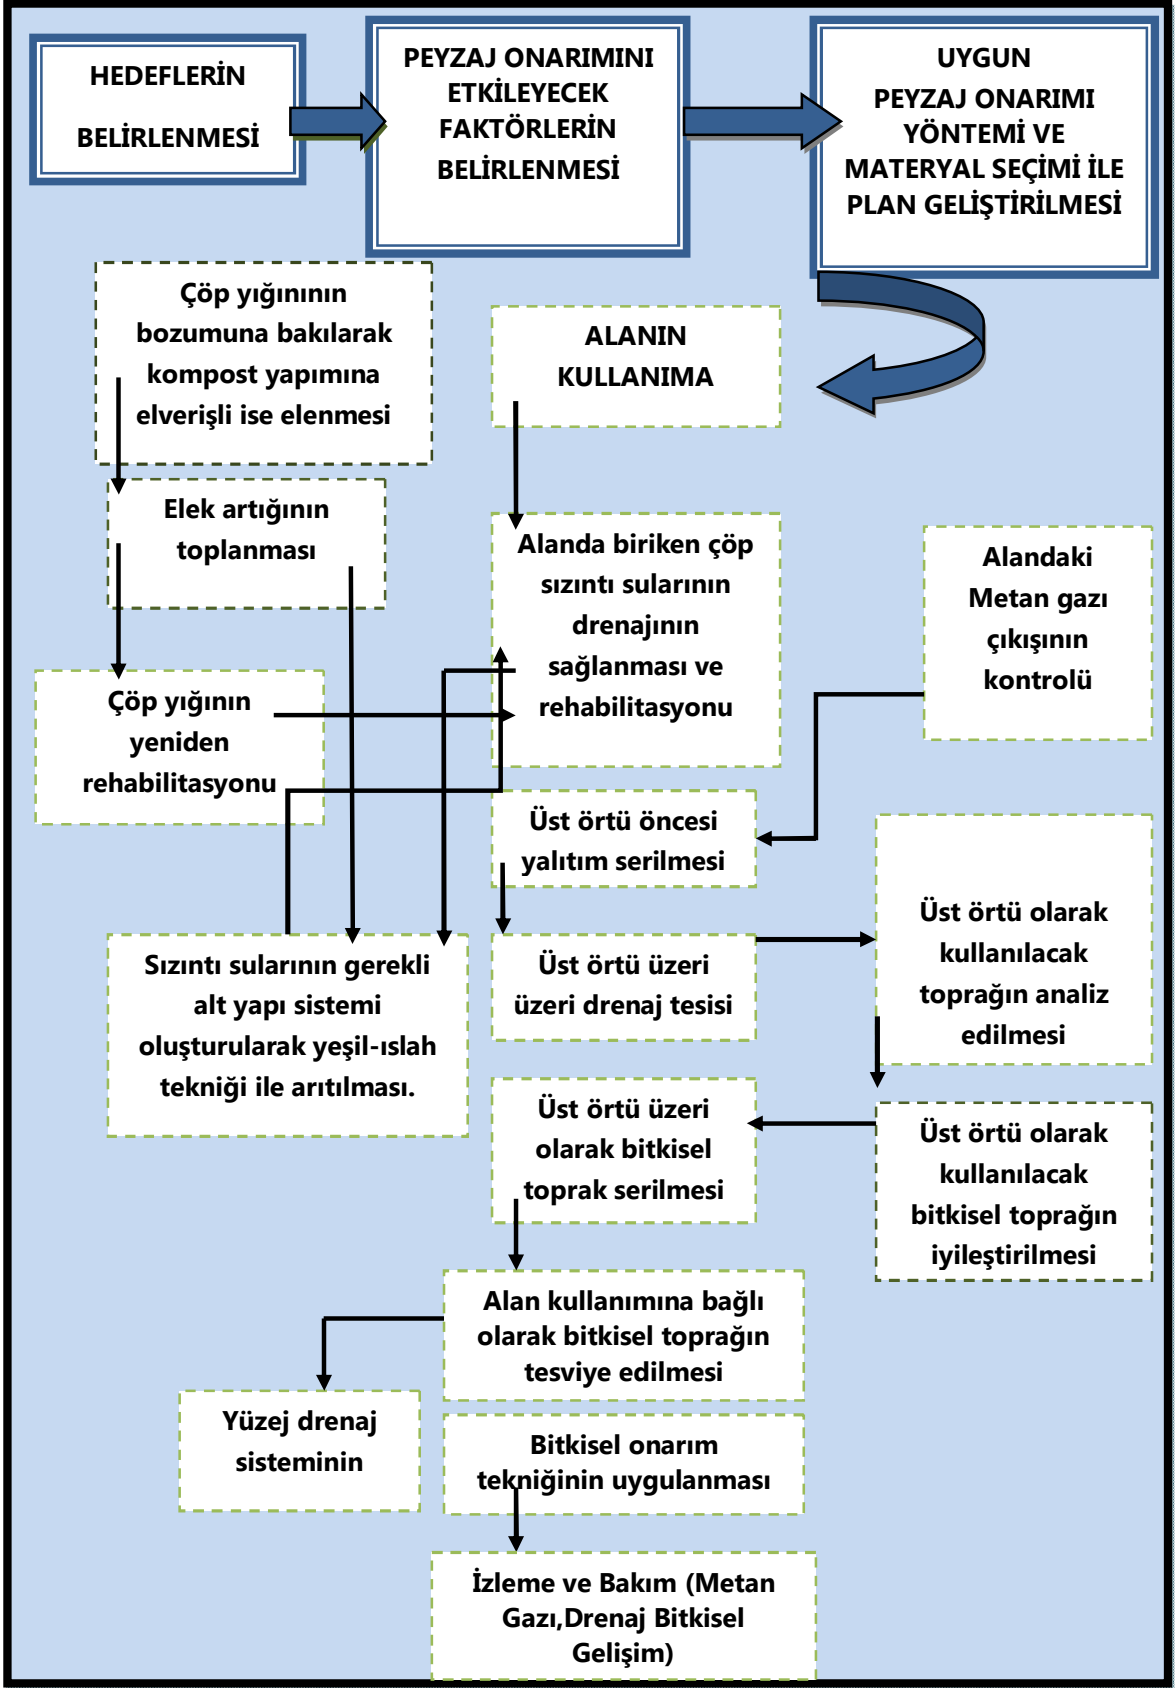 HEDEFLERİN
BELİRLENMESİ
PEYZAJ ONARIMINI
ETKİLEYECEK
FAKTÖRLERİN
BELİRLENMESİ
UYGUN
PEYZAJ ONARIMI
YÖNTEMİ VE
MATERYAL SEÇİMİ İLE
PLAN GELİŞTİRİLMESİ
Çöp yığınının
bozumuna bakılarak
kompost yapımına
elverişli ise elenmesi
ALANIN
KULLANIMA
Elek artığının
toplanması
Alanda biriken çöp
sızıntı sularının
drenajının
sağlanması ve
rehabilitasyonu
Alandaki
Metan gazı
çıkışının
kontrolü
Çöp yığının
yeniden
rehabilitasyonu
Üst örtü öncesi
yalıtım serilmesi
Üst örtü olarak
kullanılacak
toprağın analiz
edilmesi
Sızıntı sularının gerekli
alt yapı sistemi
oluşturularak yeşil-ıslah
tekniği ile arıtılması.
Üst örtü üzeri
üzeri drenaj tesisi
Üst örtü üzeri
olarak bitkisel
toprak serilmesi
Üst örtü olarak
kullanılacak
bitkisel toprağın
iyileştirilmesi
Alan kullanımına bağlı
olarak bitkisel toprağın
tesviye edilmesi
Yüzej drenaj
sisteminin
Bitkisel onarım
tekniğinin uygulanması
İzleme ve Bakım (Metan
Gazı,Drenaj Bitkisel
Gelişim)